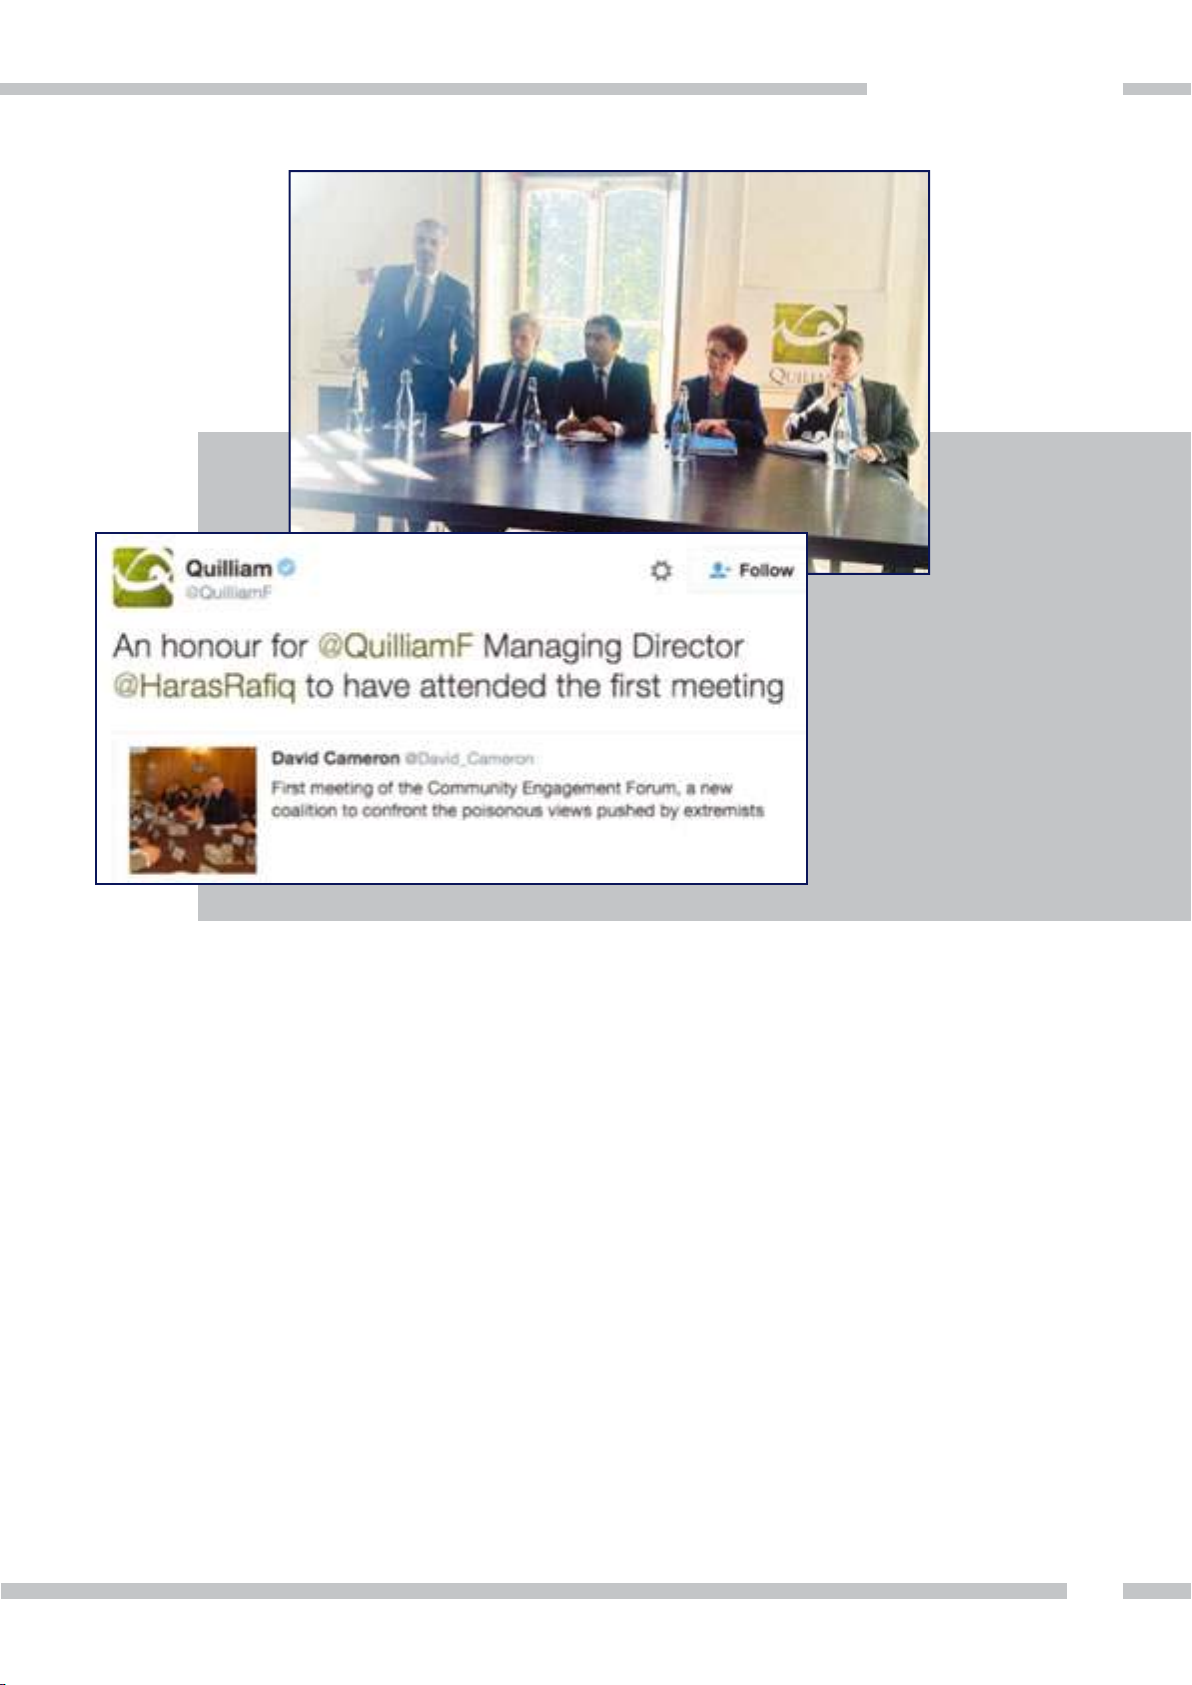 QUILLIAM
Quilliam
Follow
@QuilliamF
An honour for @QuilliamF Managing Director
@HarasRafiq to have attended the first meeting
David Cameron @David_Cameron
First meeting of the Community Engagement Forum, a new
coalition to confront the poisonous views pushed by extremists